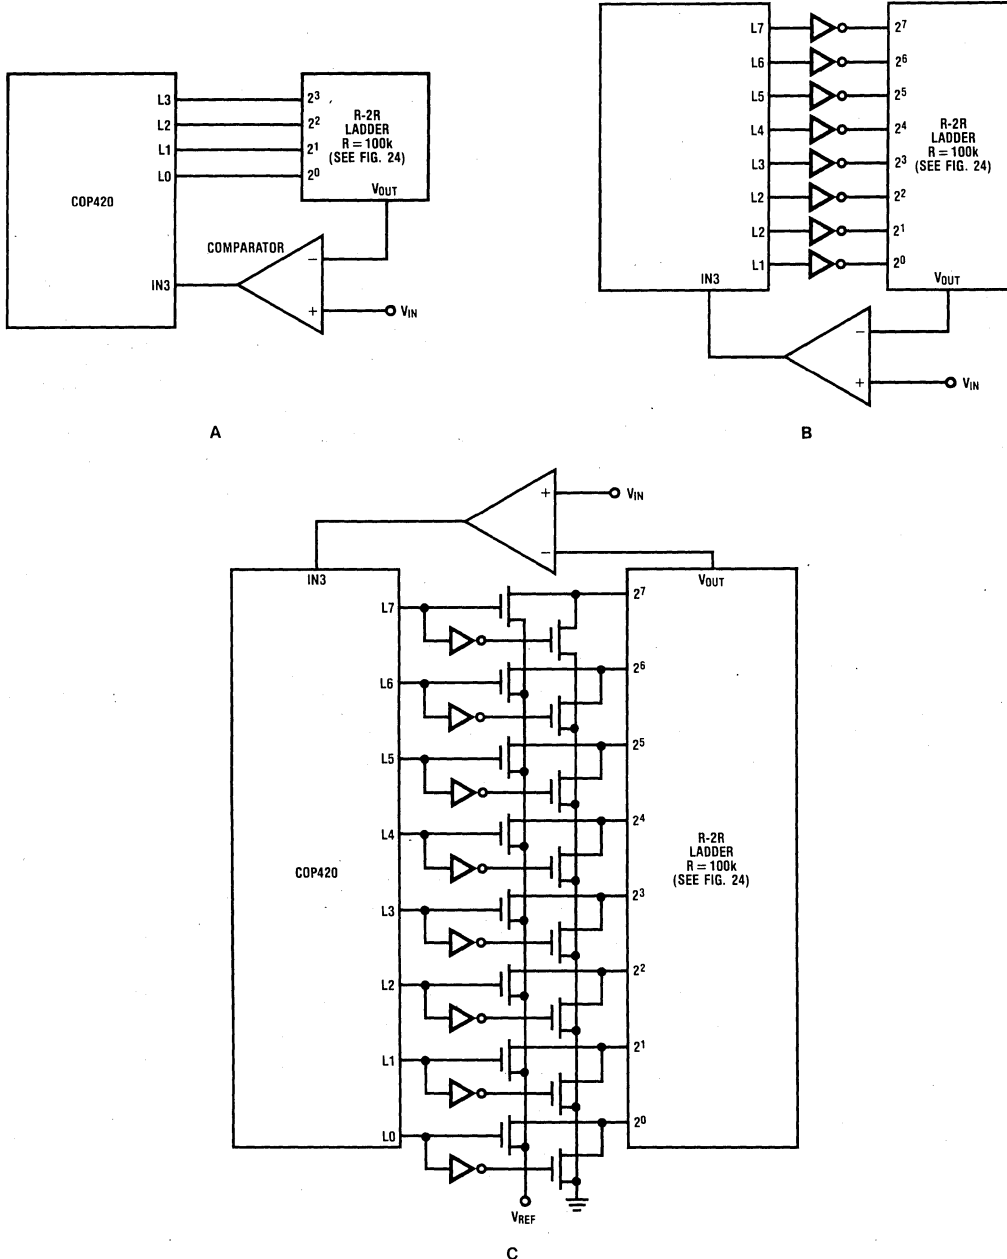 L3
L2
L1
L0
COP420
IN3
2³
2²
2¹
2⁰
R-2R
LADDER
R = 100k
(SEE FIG. 24)
VOUT
COMPARATOR
−
+
VIN
A
L7
L6
L5
L4
L3
L2
L2
L1
IN3
2⁷
2⁶
2⁵
2⁴
2³
2²
2¹
2⁰
R-2R
LADDER
R = 100k
(SEE FIG. 24)
VOUT
−
+
VIN
B
+
−
VIN
IN3
VOUT
L7
L6
L5
L4
L3
L2
L1
L0
COP420
2⁷
2⁶
2⁵
2⁴
2³
2²
2¹
2⁰
R-2R
LADDER
R = 100k
(SEE FIG. 24)
VREF
C